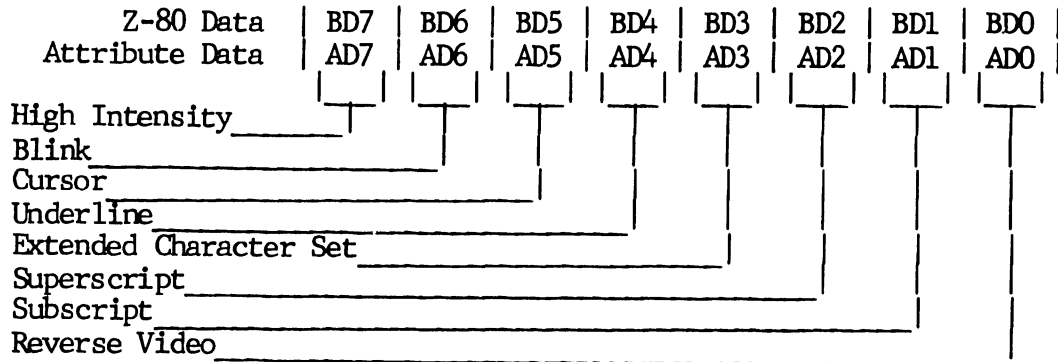 Z-80 Data | BD7 | BD6 | BD5 | BD4 | BD3 | BD2 | BD1 | BD0 |
Attribute Data | AD7 | AD6 | AD5 | AD4 | AD3 | AD2 | AD1 | AD0 |
High Intensity
Blink
Cursor
Underline
Extended Character Set
Superscript
Subscript
Reverse Video